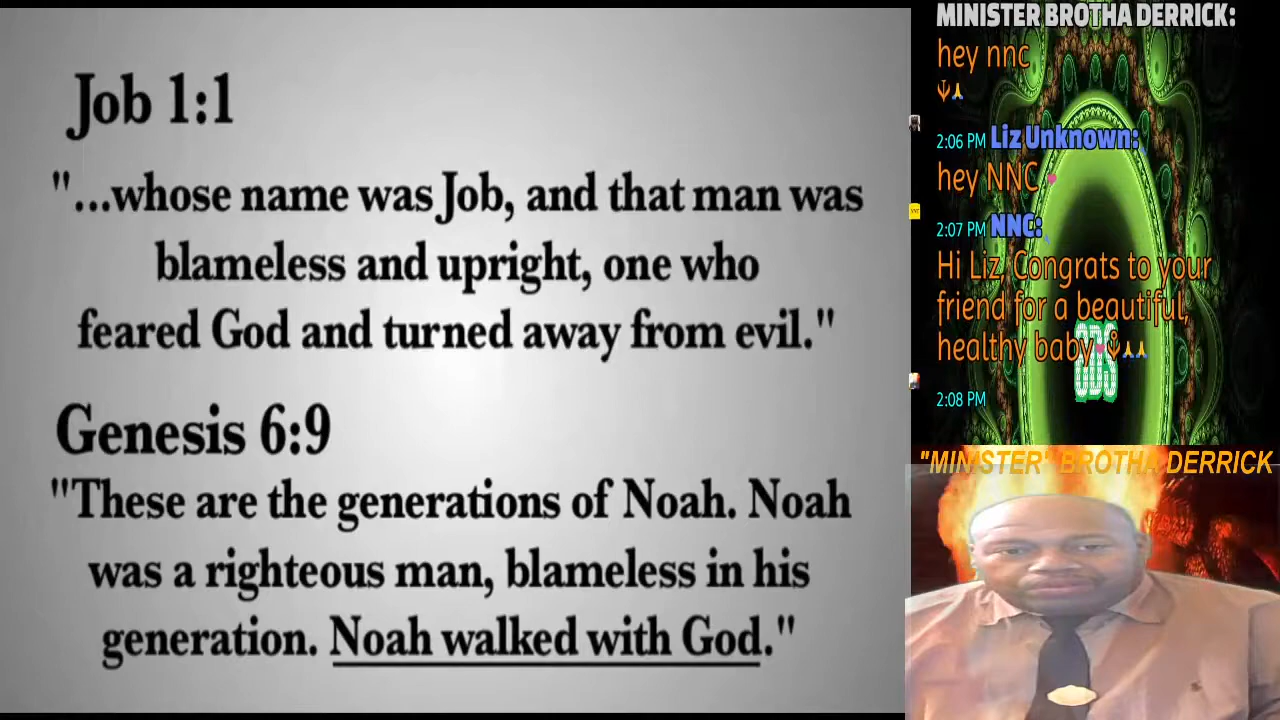 Job 1:1
"...whose name was Job, and that man was
blameless and upright, one who
feared God and turned away from evil."
Genesis 6:9
"These are the generations of Noah. Noah
was a righteous man, blameless in his
generation. Noah walked with God."
MINISTER BROTHA DERRICK:
hey nnc
2:06 PM Liz Unknown:
hey NNC
2:07 PM NNC:
Hi Liz, Congrats to your
friend for a beautiful,
healthy baby
GDS
2:08 PM
"MINISTER" BROTHA DERRICK